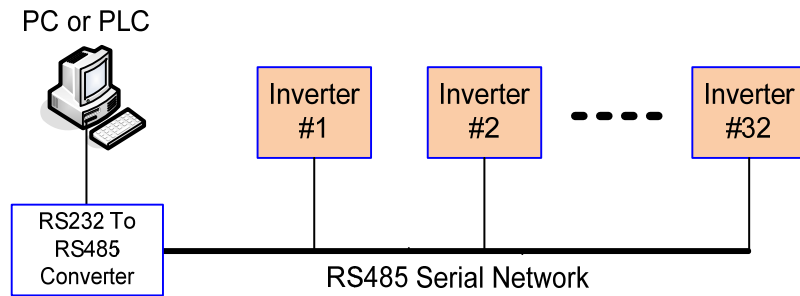 PC or PLC
Inverter
#1
Inverter
#2
Inverter
#32
RS232 To
RS485
Converter
RS485 Serial Network